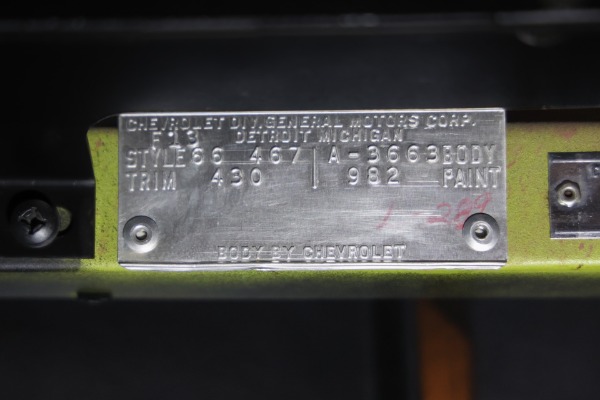 CHEVROLET DIV. GENERAL MOTORS CORP.
F13 DETROIT MICHIGAN
STYLE 66 467 A-3663 BODY
TRIM 430 982 PAINT
BODY BY CHEVROLET